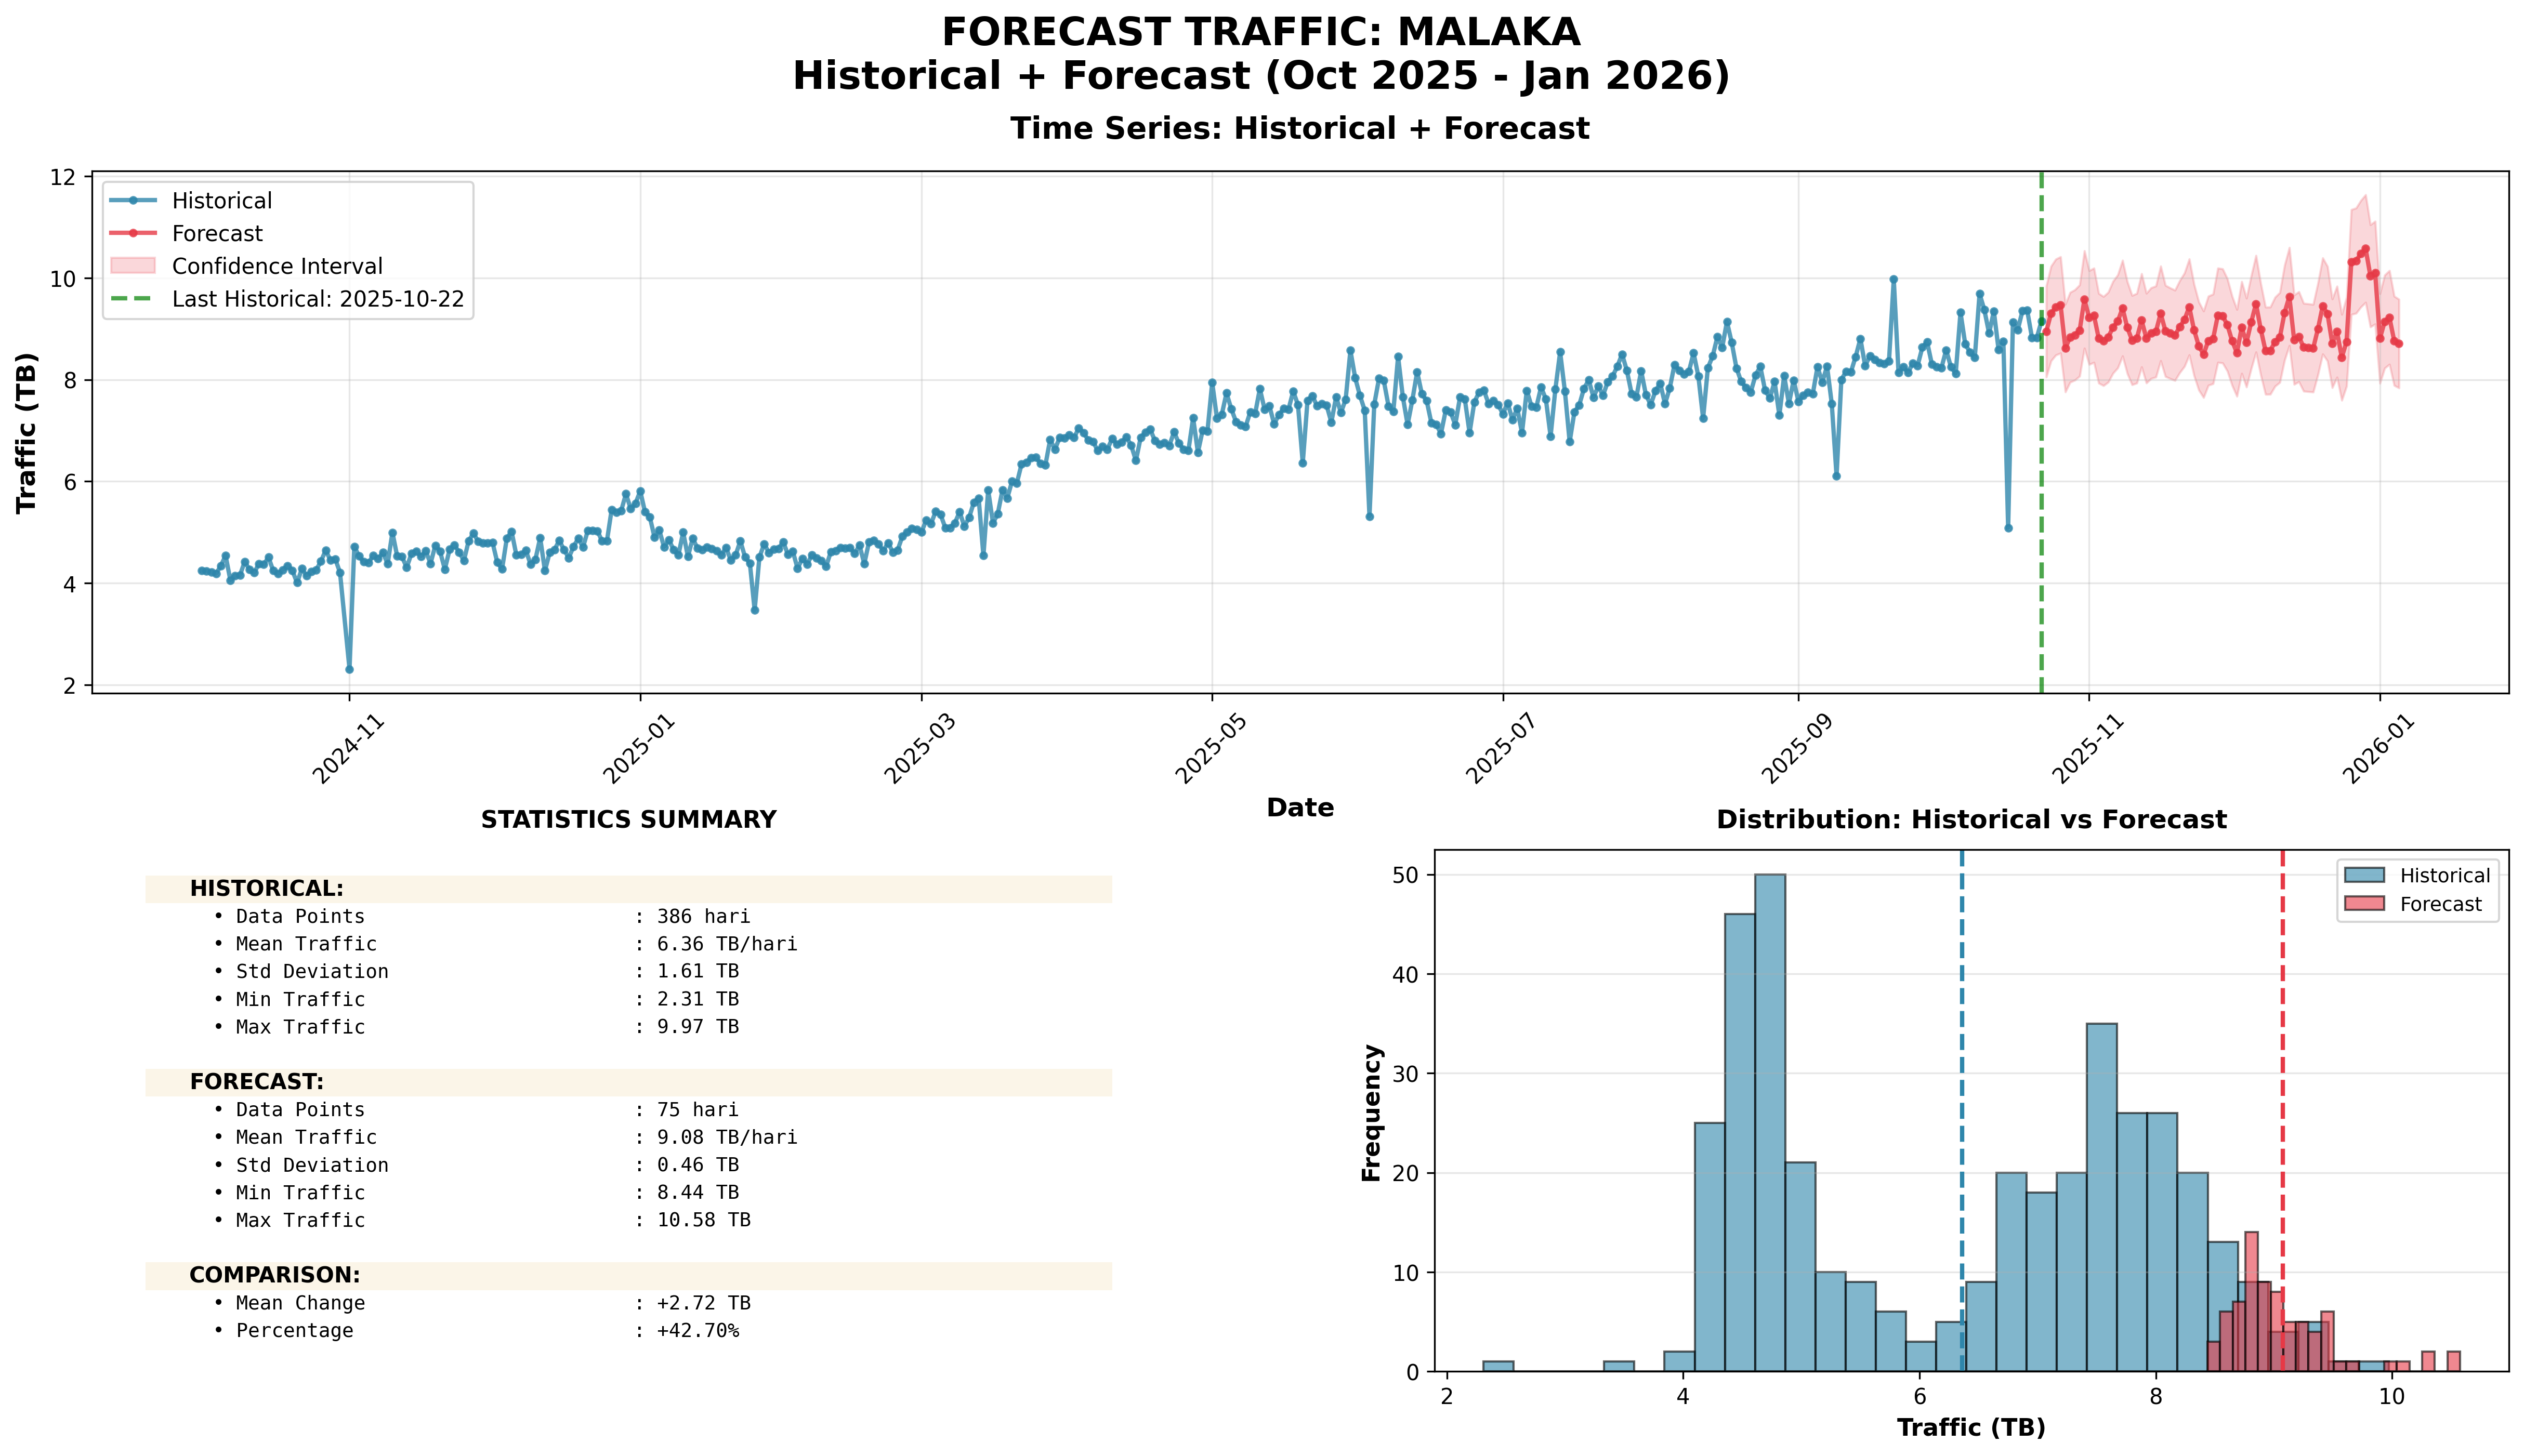 FORECAST TRAFFIC: MALAKA
Historical + Forecast (Oct 2025 - Jan 2026)
Time Series: Historical + Forecast
Traffic (TB)
12
10
8
6
4
2
Historical
Forecast
Confidence Interval
Last Historical: 2025-10-22
2024-11
2025-01
2025-03
2025-05
2025-07
2025-09
2025-11
2026-01
Date
STATISTICS SUMMARY
HISTORICAL:
• Data Points : 386 hari
• Mean Traffic : 6.36 TB/hari
• Std Deviation : 1.61 TB
• Min Traffic : 2.31 TB
• Max Traffic : 9.97 TB
FORECAST:
• Data Points : 75 hari
• Mean Traffic : 9.08 TB/hari
• Std Deviation : 0.46 TB
• Min Traffic : 8.44 TB
• Max Traffic : 10.58 TB
COMPARISON:
• Mean Change : +2.72 TB
• Percentage : +42.70%
Distribution: Historical vs Forecast
Frequency
50
40
30
20
10
0
Historical
Forecast
2
4
6
8
10
Traffic (TB)